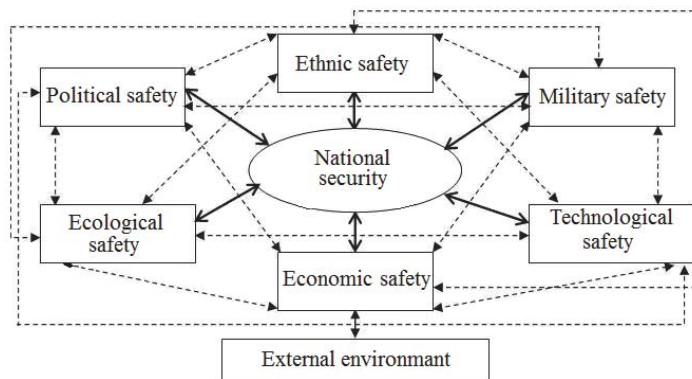 Ethnic safety
Political safety
Military safety
National
security
Ecological
safety
Technological
safety
Economic safety
External environmant